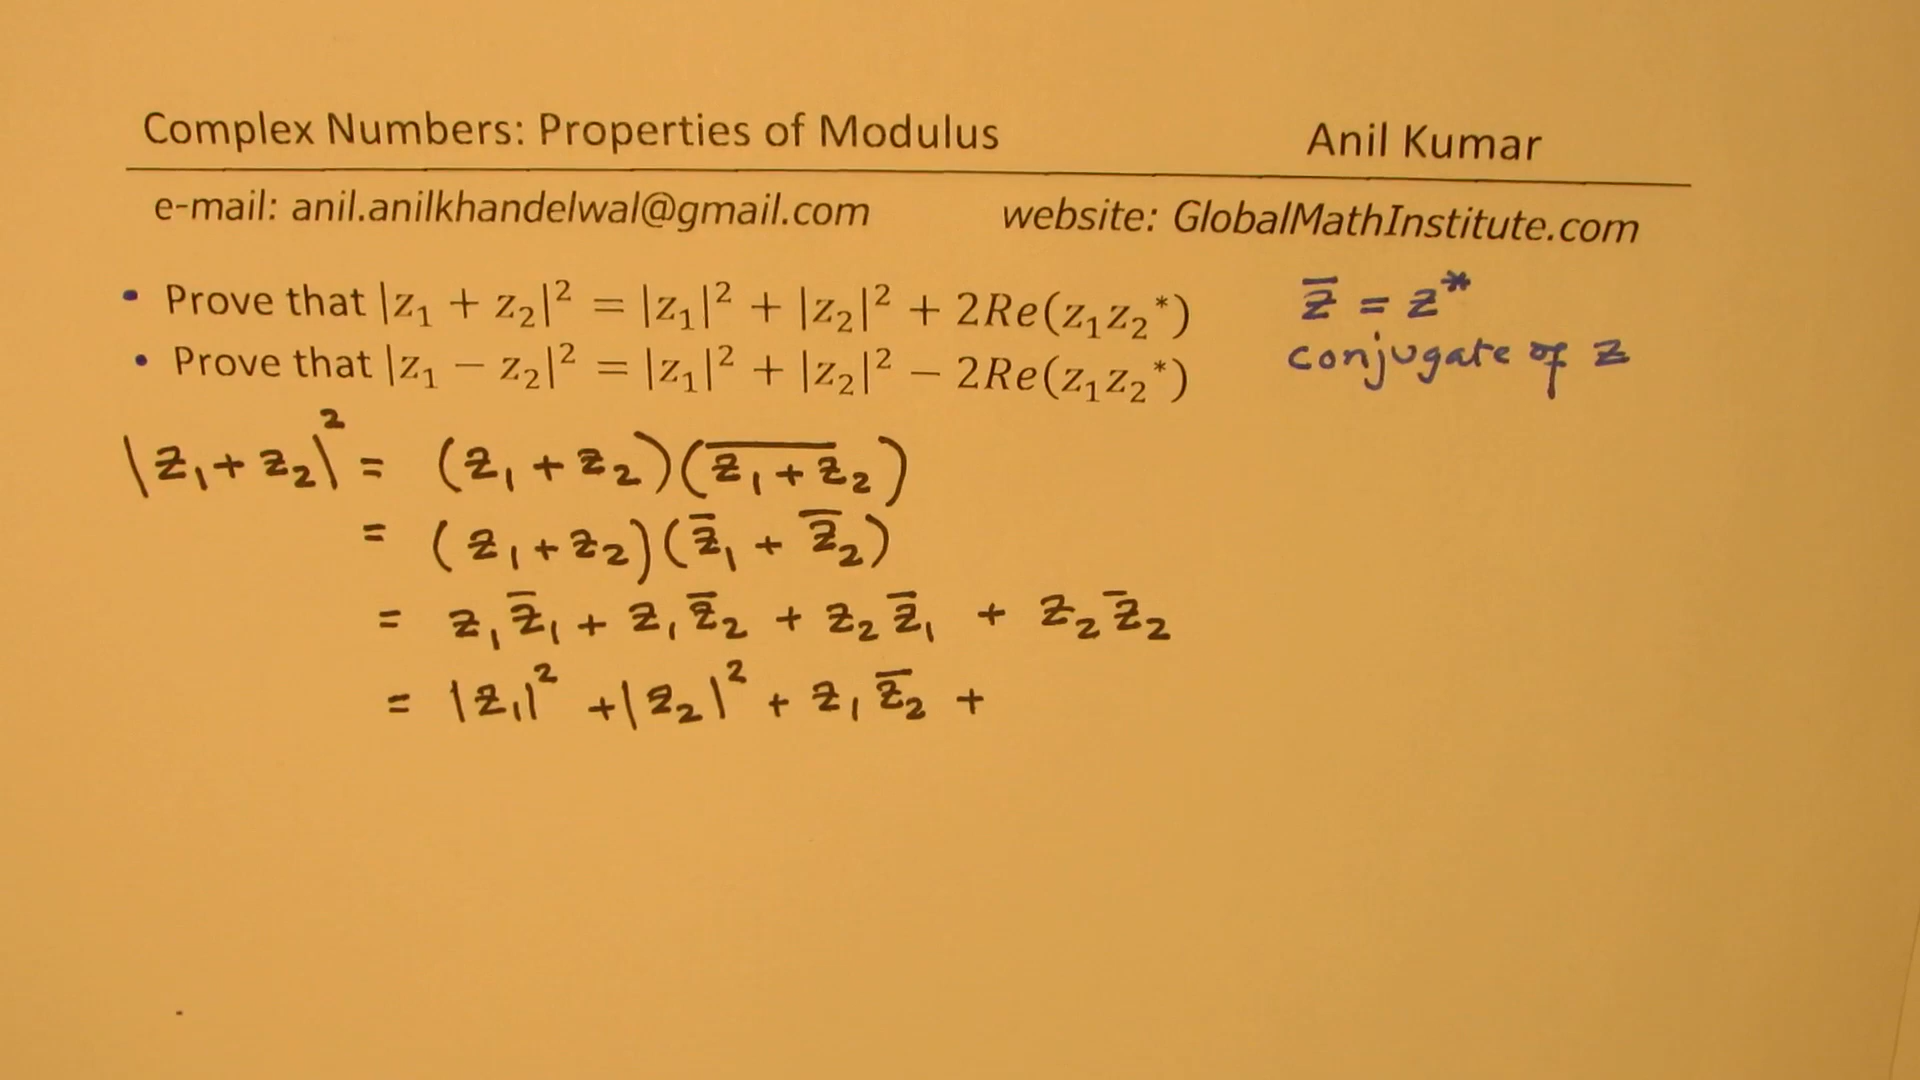 Complex Numbers: Properties of Modulus Anil Kumar
e-mail: anil.anilkhandelwal@gmail.com website: GlobalMathInstitute.com
• Prove that |z₁ + z₂|² = |z₁|² + |z₂|² + 2Re(z₁z₂*)
• Prove that |z₁ − z₂|² = |z₁|² + |z₂|² − 2Re(z₁z₂*)
z̅ = z*
conjugate of z
|z₁ + z₂|² = (z₁ + z₂)(z̅₁̅ ̅+̅ ̅z̅₂)
= (z₁ + z₂)(z̅₁ + z̅₂)
= z₁z̅₁ + z₁z̅₂ + z₂z̅₁ + z₂z̅₂
= |z₁|² + |z₂|² + z₁z̅₂ +